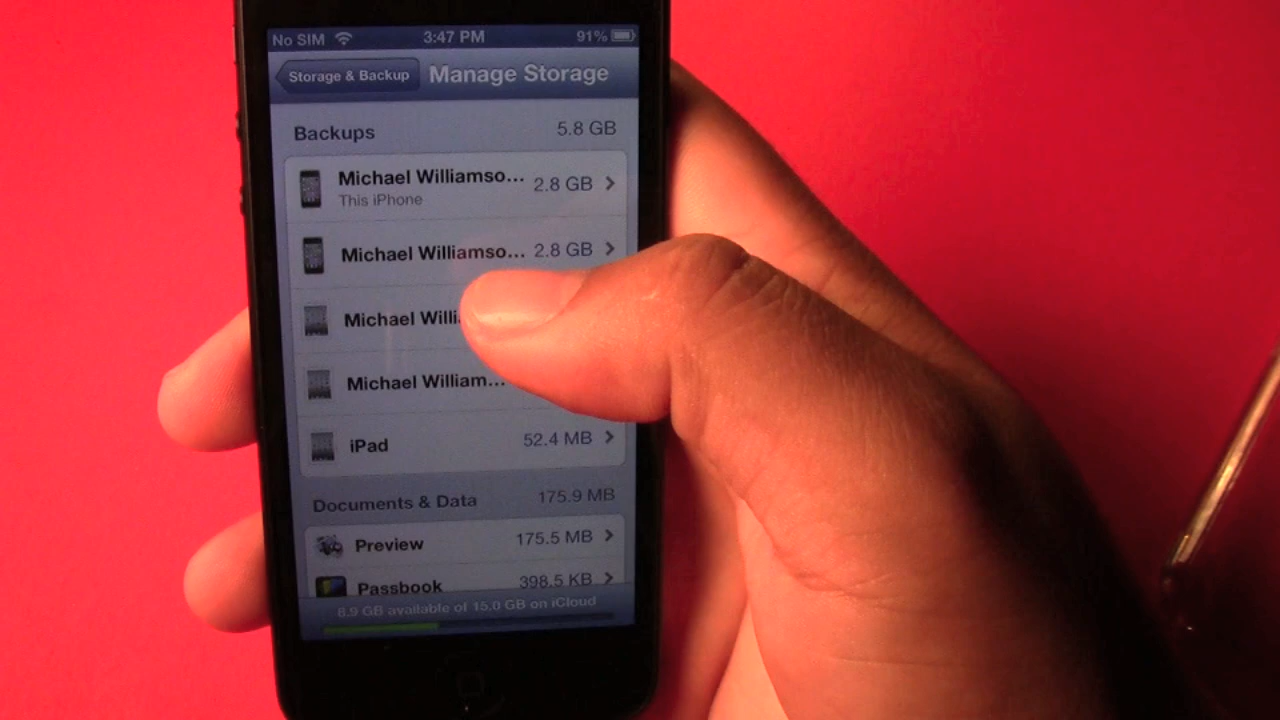 No SIM 3:47 PM 91%
Storage & Backup Manage Storage
Backups 5.8 GB
Michael Williamso... 2.8 GB
This iPhone
Michael Williamso... 2.8 GB
Michael Willi
Michael William...
iPad 52.4 MB
Documents & Data 175.9 MB
Preview 175.5 MB
Passbook 398.5 KB
8.9 GB available of 15.0 GB on iCloud